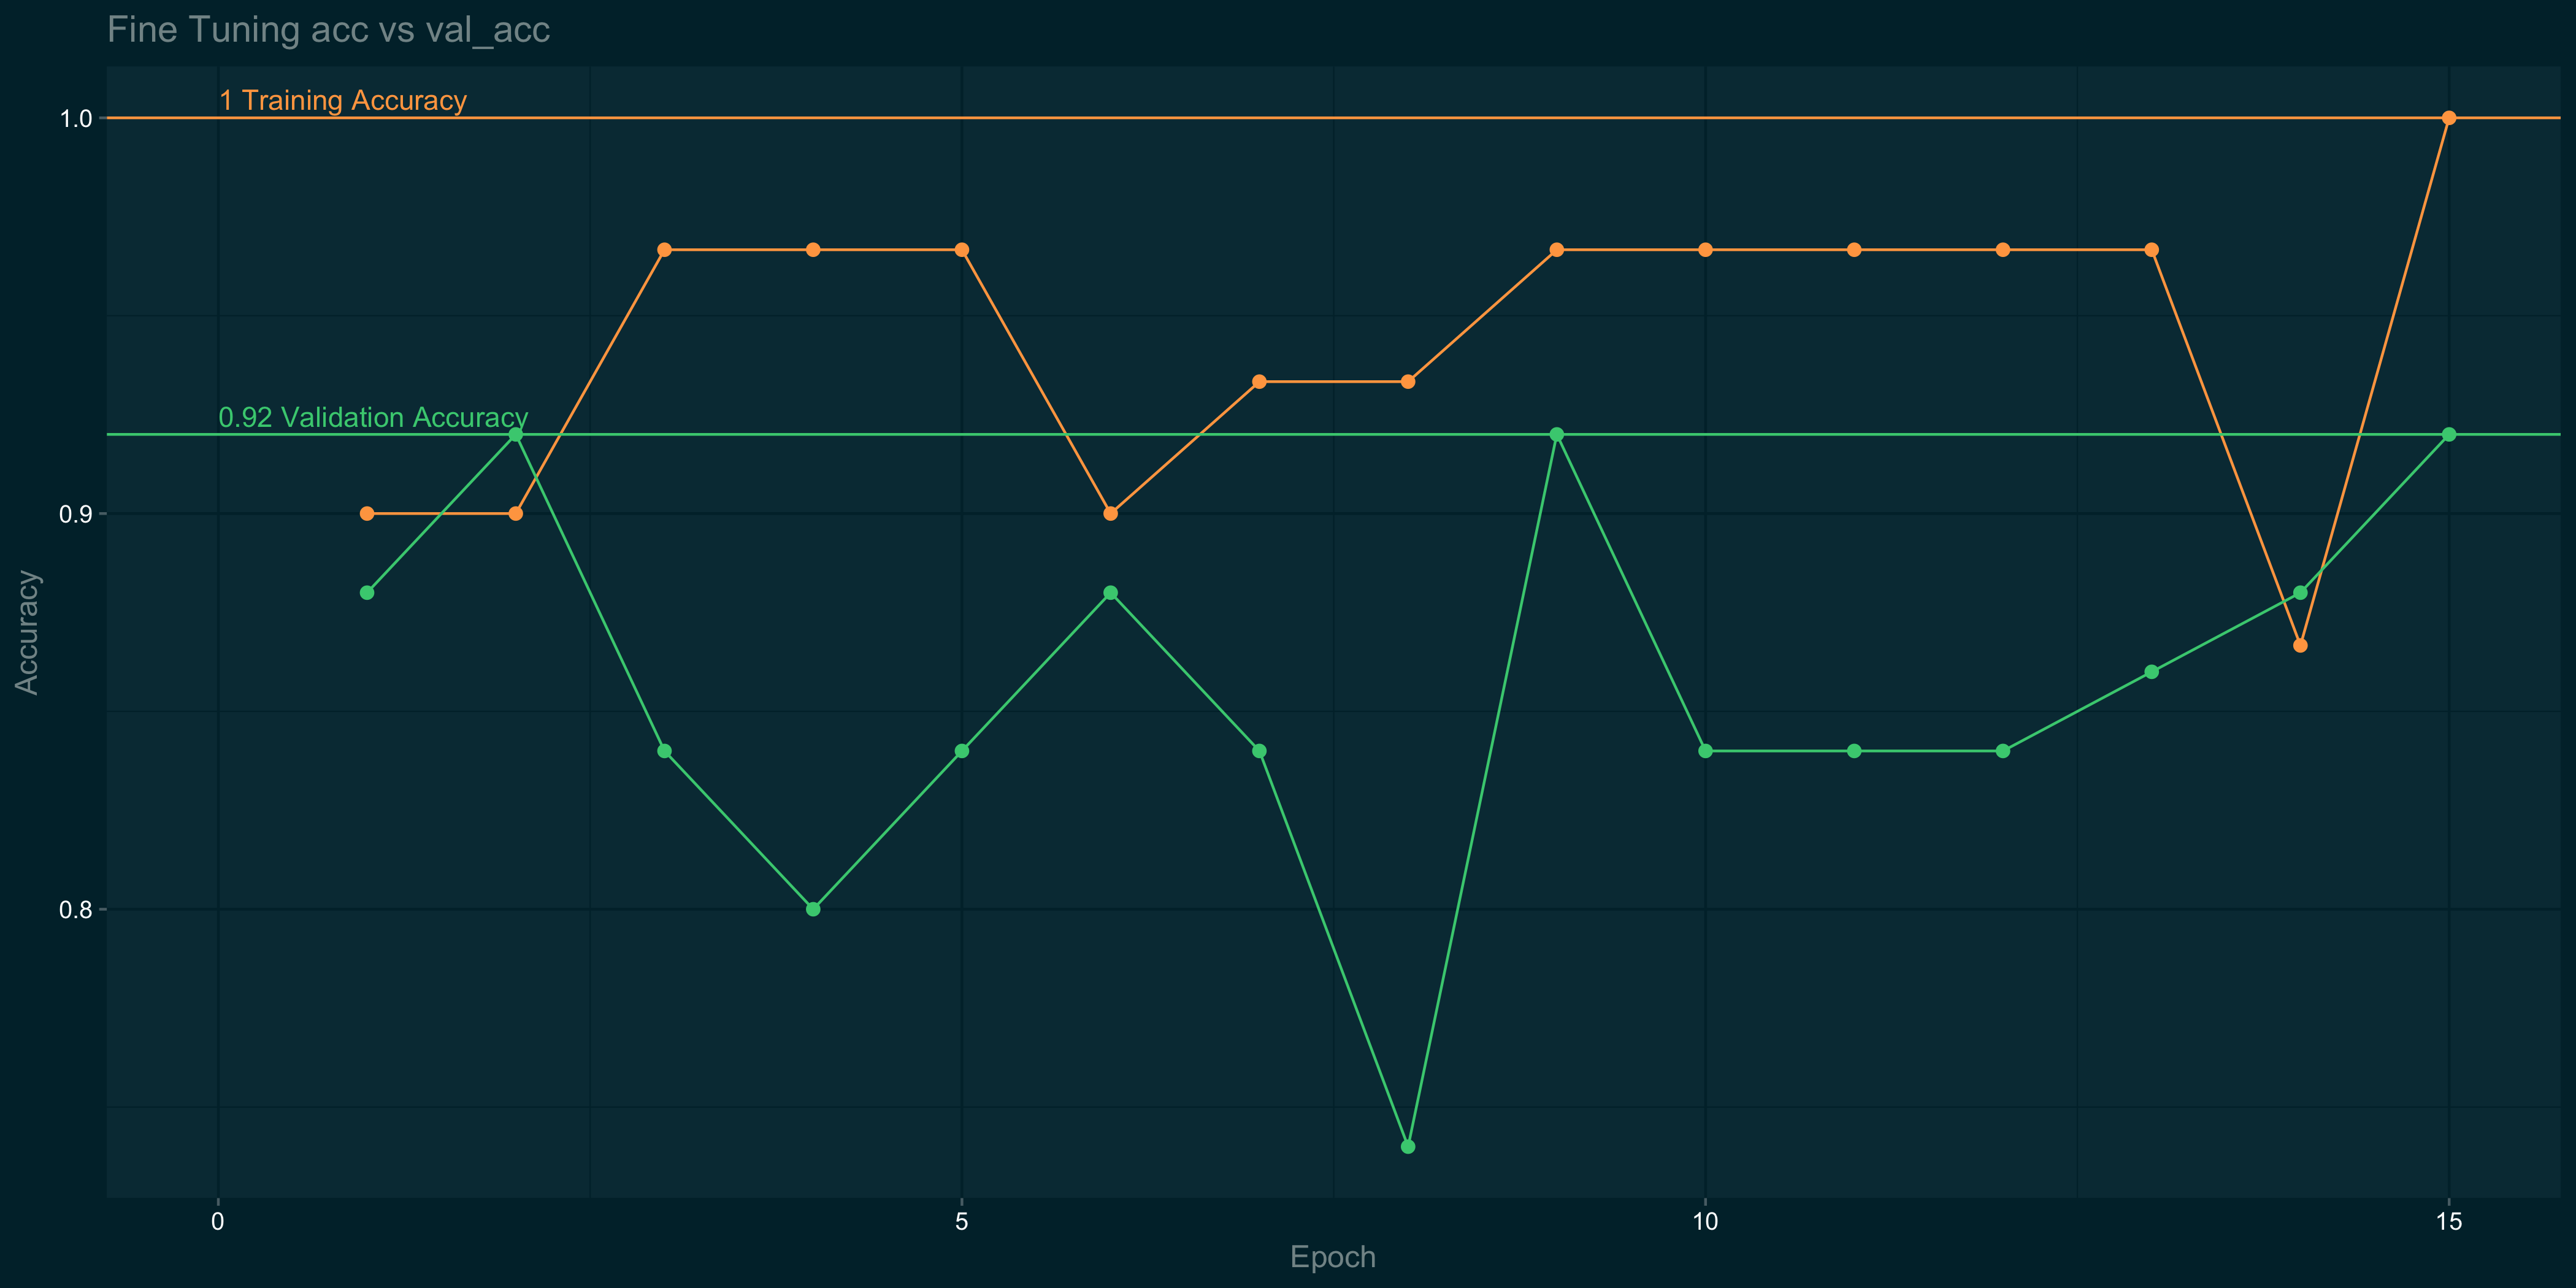 Fine Tuning acc vs val_acc
1 Training Accuracy
1.0
0.92 Validation Accuracy
0.9
Accuracy
0.8
0 5 10 15
Epoch